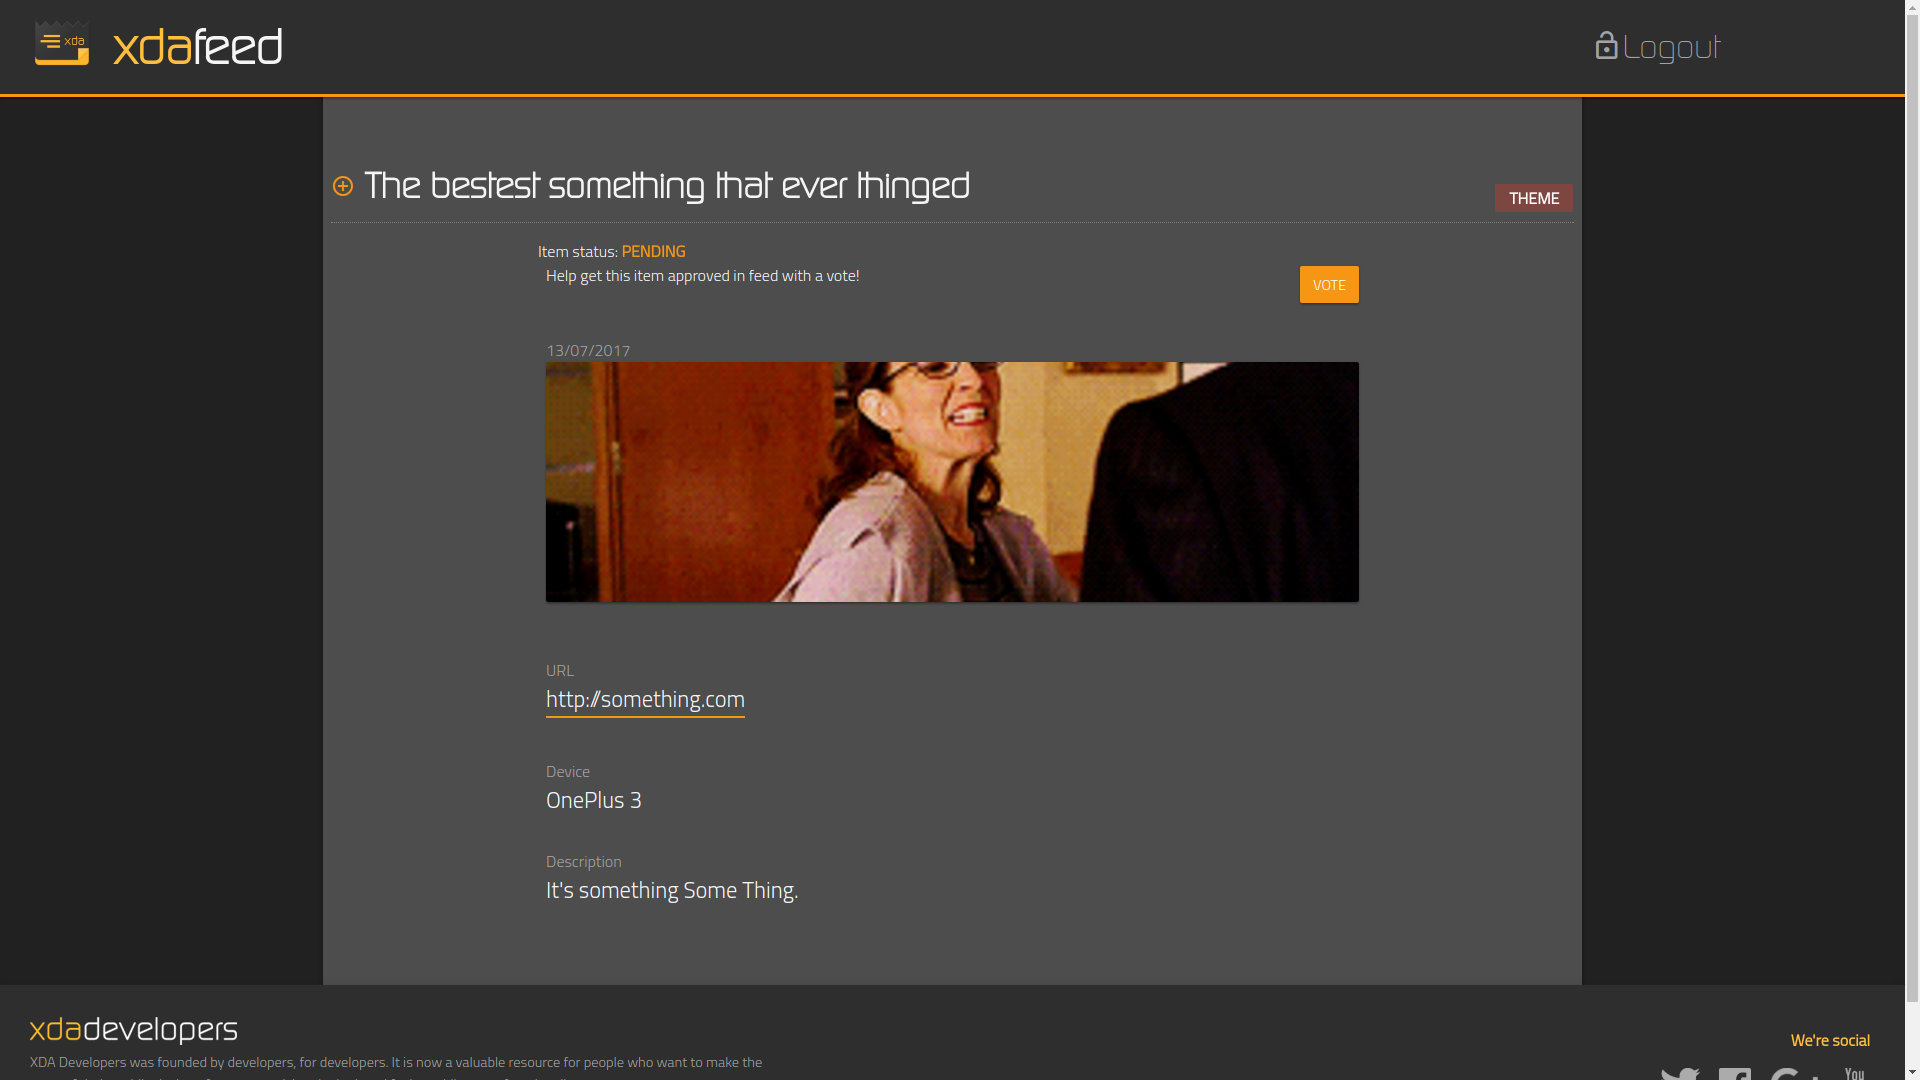 xda xdafeed
Logout
The bestest something that ever thinged
THEME
Item status: PENDING
Help get this item approved in feed with a vote!
VOTE
13/07/2017
URL
http://something.com
Device
OnePlus 3
Description
It's something Some Thing.
xdadevelopers
We're social
XDA Developers was founded by developers, for developers. It is now a valuable resource for people who want to make the
You